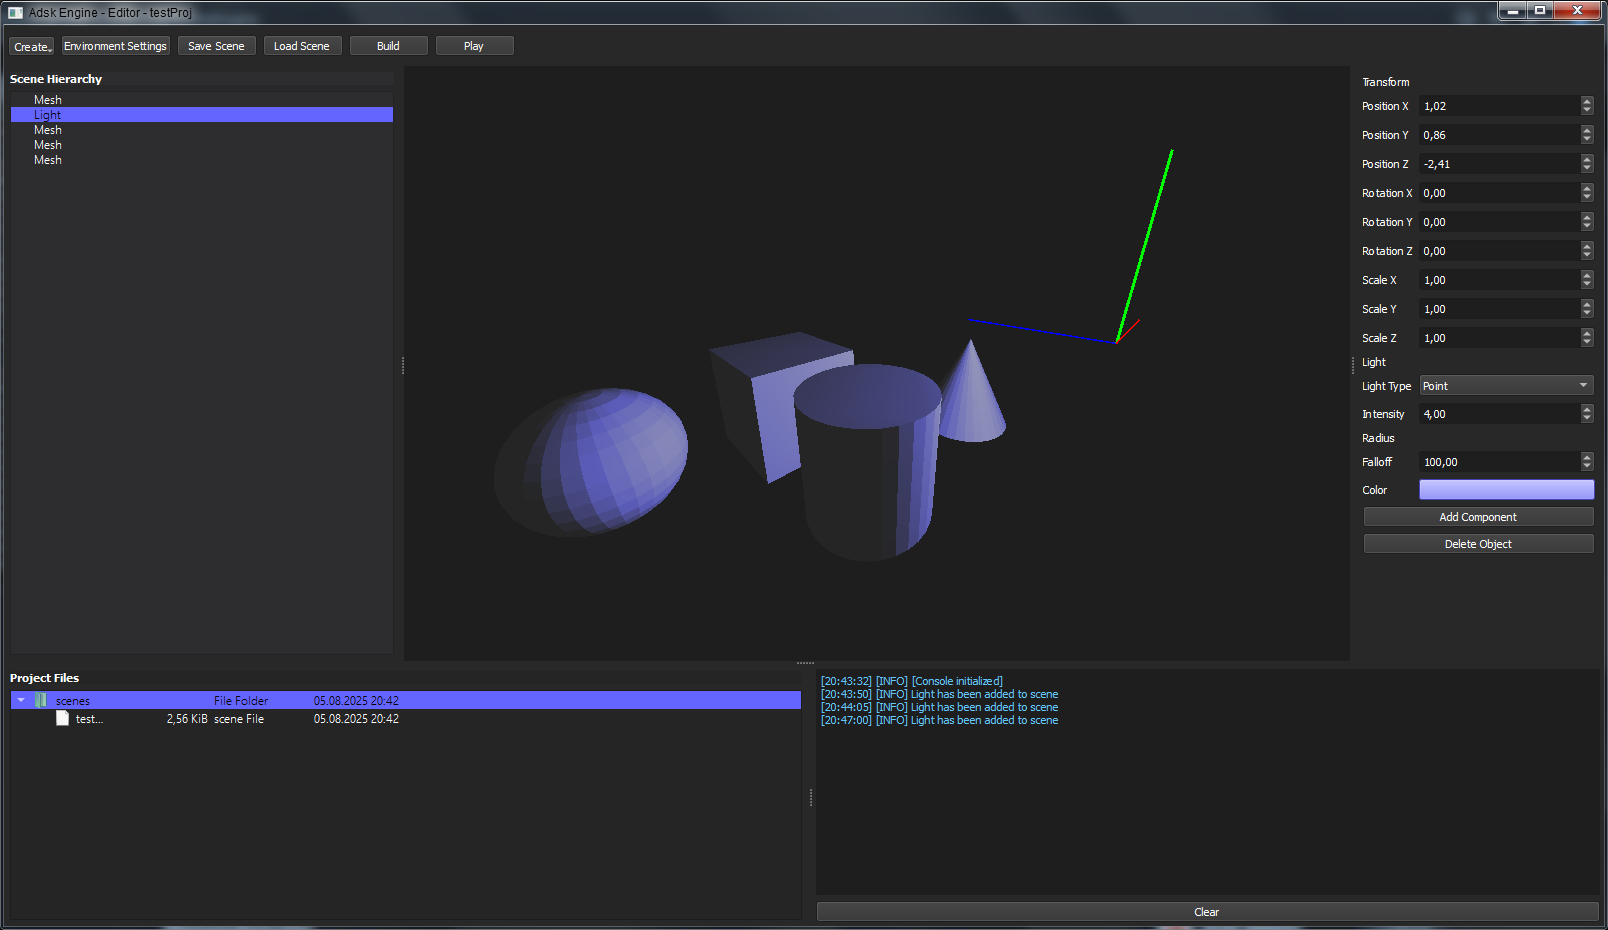 Adsk Engine - Editor - testProj
Create
Environment Settings
Save Scene
Load Scene
Build
Play
Scene Hierarchy
Mesh
Light
Mesh
Mesh
Mesh
Transform
Position X 1,02
Position Y 0,86
Position Z -2,41
Rotation X 0,00
Rotation Y 0,00
Rotation Z 0,00
Scale X 1,00
Scale Y 1,00
Scale Z 1,00
Light
Light Type Point
Intensity 4,00
Radius
Falloff 100,00
Color
Add Component
Delete Object
Project Files
scenes File Folder 05.08.2025 20:42
test... 2,56 KiB scene File 05.08.2025 20:42
[20:43:32] [INFO] [Console initialized]
[20:43:50] [INFO] Light has been added to scene
[20:44:05] [INFO] Light has been added to scene
[20:47:00] [INFO] Light has been added to scene
Clear